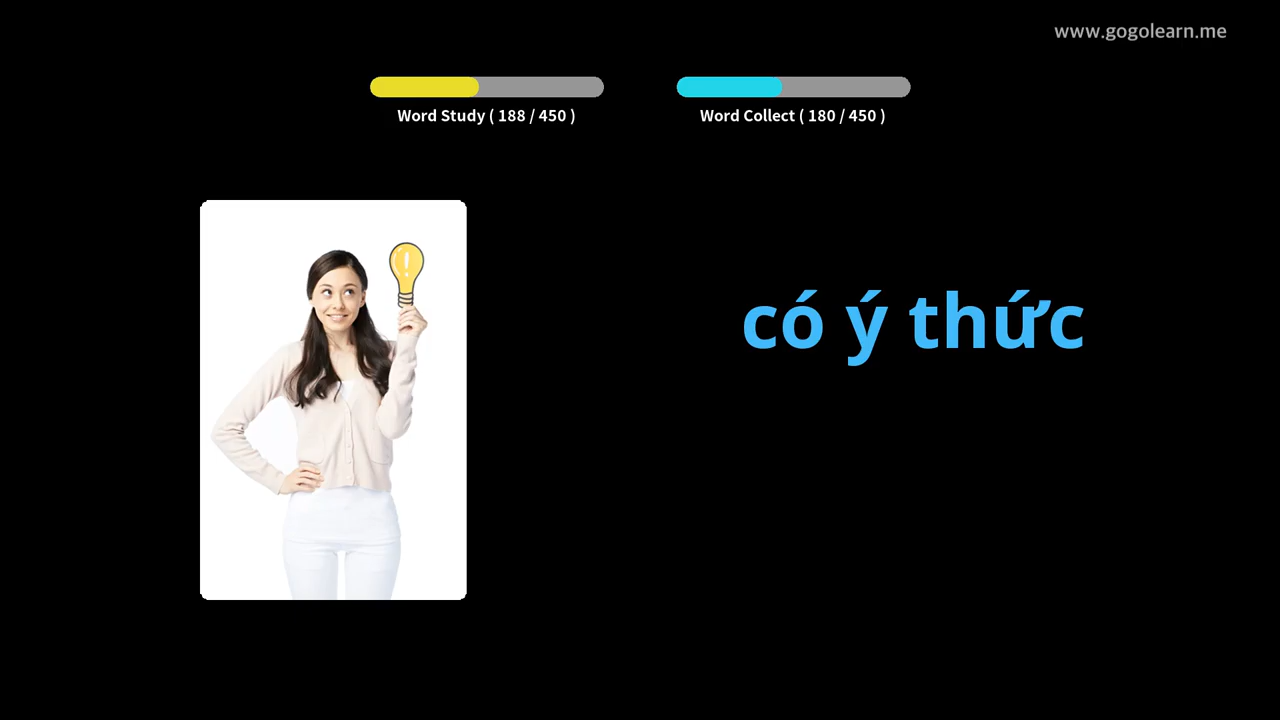 www.gogolearn.me
Word Study ( 188 / 450 )
Word Collect ( 180 / 450 )
!
có ý thức